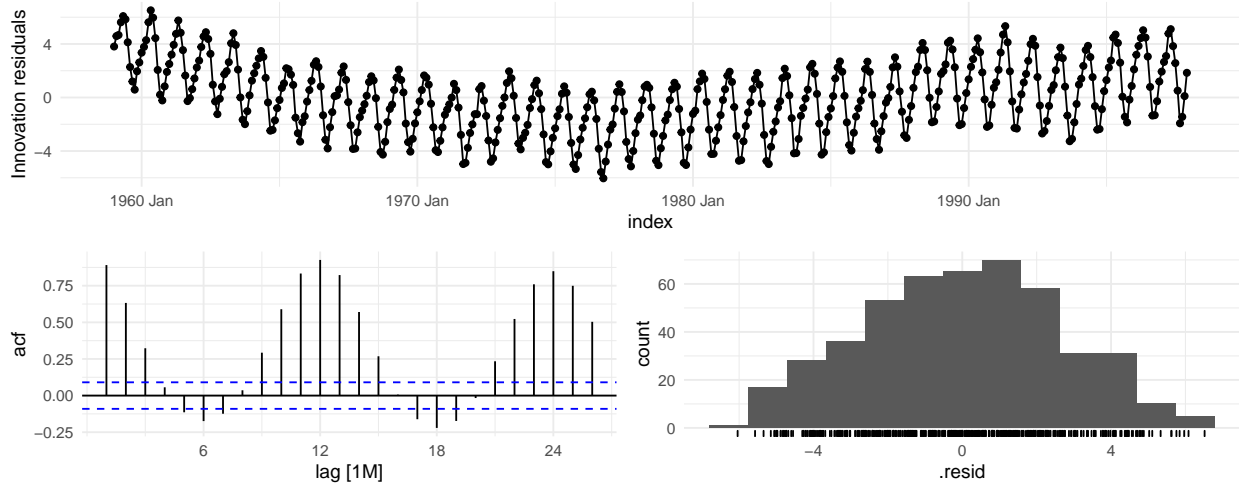 Innovation residuals
4
0
−4
1960 Jan
1970 Jan
1980 Jan
1990 Jan
index
acf
0.75
0.50
0.25
0.00
−0.25
6
12
18
24
lag [1M]
count
60
40
20
0
−4
0
4
.resid